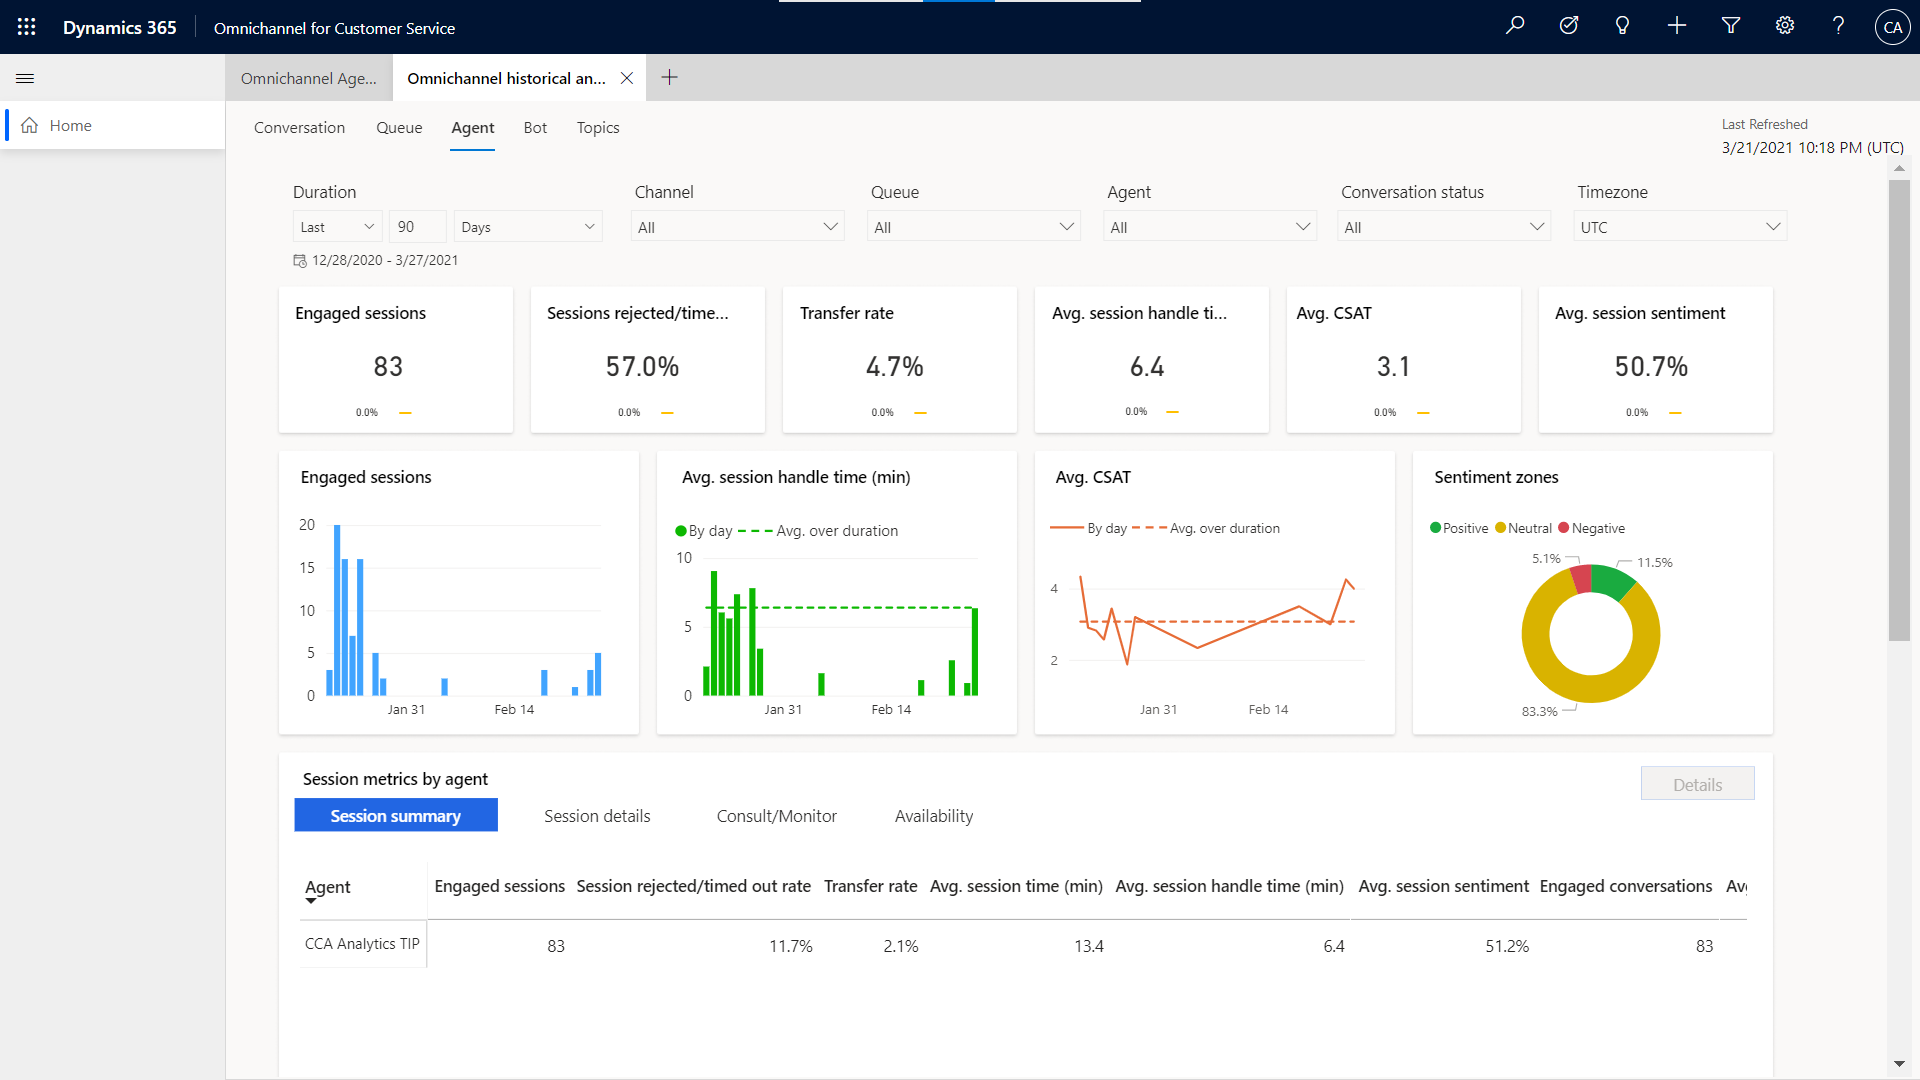 Dynamics 365
Omnichannel for Customer Service
CA
Omnichannel Age...
Omnichannel historical an...
Home
Conversation
Queue
Agent
Bot
Topics
Last Refreshed
3/21/2021 10:18 PM (UTC)
Duration
Channel
Queue
Agent
Conversation status
Timezone
Last
90
Days
All
All
All
All
UTC
12/28/2020 - 3/27/2021
Engaged sessions
83
0.0%
Sessions rejected/time...
57.0%
0.0%
Transfer rate
4.7%
0.0%
Avg. session handle ti...
6.4
0.0%
Avg. CSAT
3.1
0.0%
Avg. session sentiment
50.7%
0.0%
Engaged sessions
20
15
10
5
0
Jan 31
Feb 14
Avg. session handle time (min)
By day
Avg. over duration
10
5
0
Jan 31
Feb 14
Avg. CSAT
By day
Avg. over duration
4
2
Jan 31
Feb 14
Sentiment zones
Positive
Neutral
Negative
5.1%
11.5%
83.3%
Session metrics by agent
Details
Session summary
Session details
Consult/Monitor
Availability
Agent
Engaged sessions
Session rejected/timed out rate
Transfer rate
Avg. session time (min)
Avg. session handle time (min)
Avg. session sentiment
Engaged conversations
CCA Analytics TIP
83
11.7%
2.1%
13.4
6.4
51.2%
83